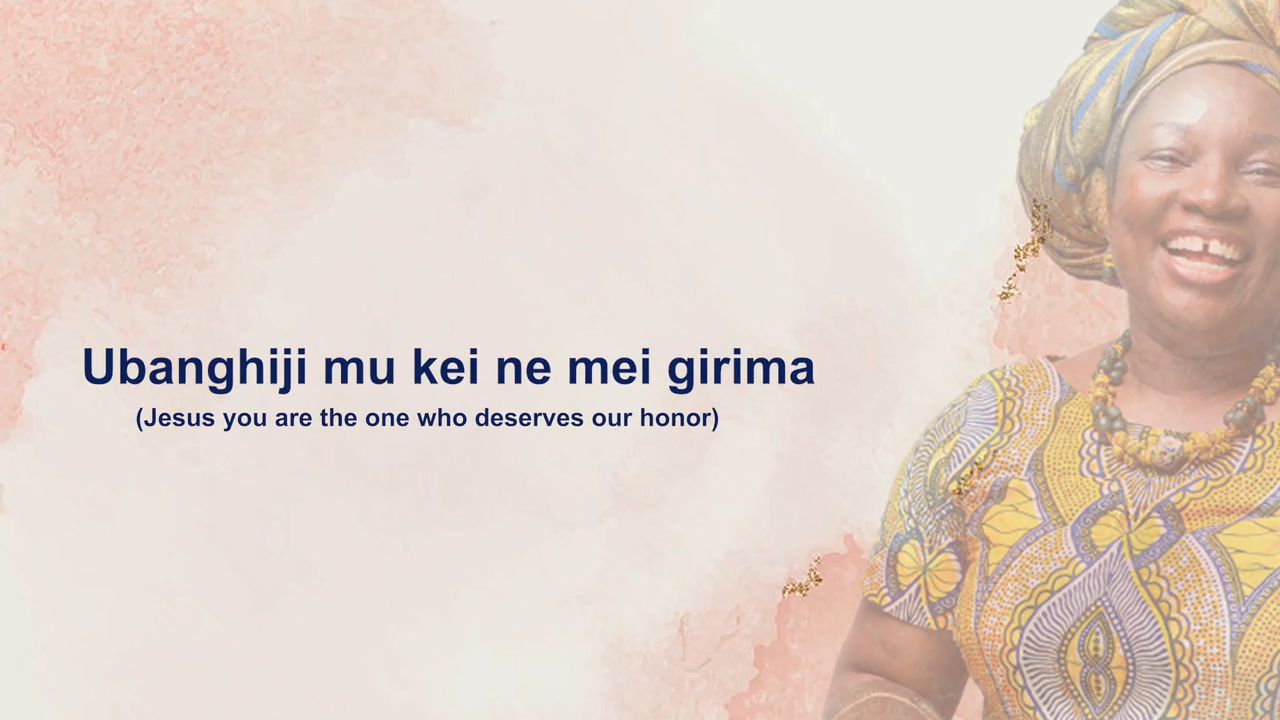 Ubanghiji mu kei ne mei girima
(Jesus you are the one who deserves our honor)